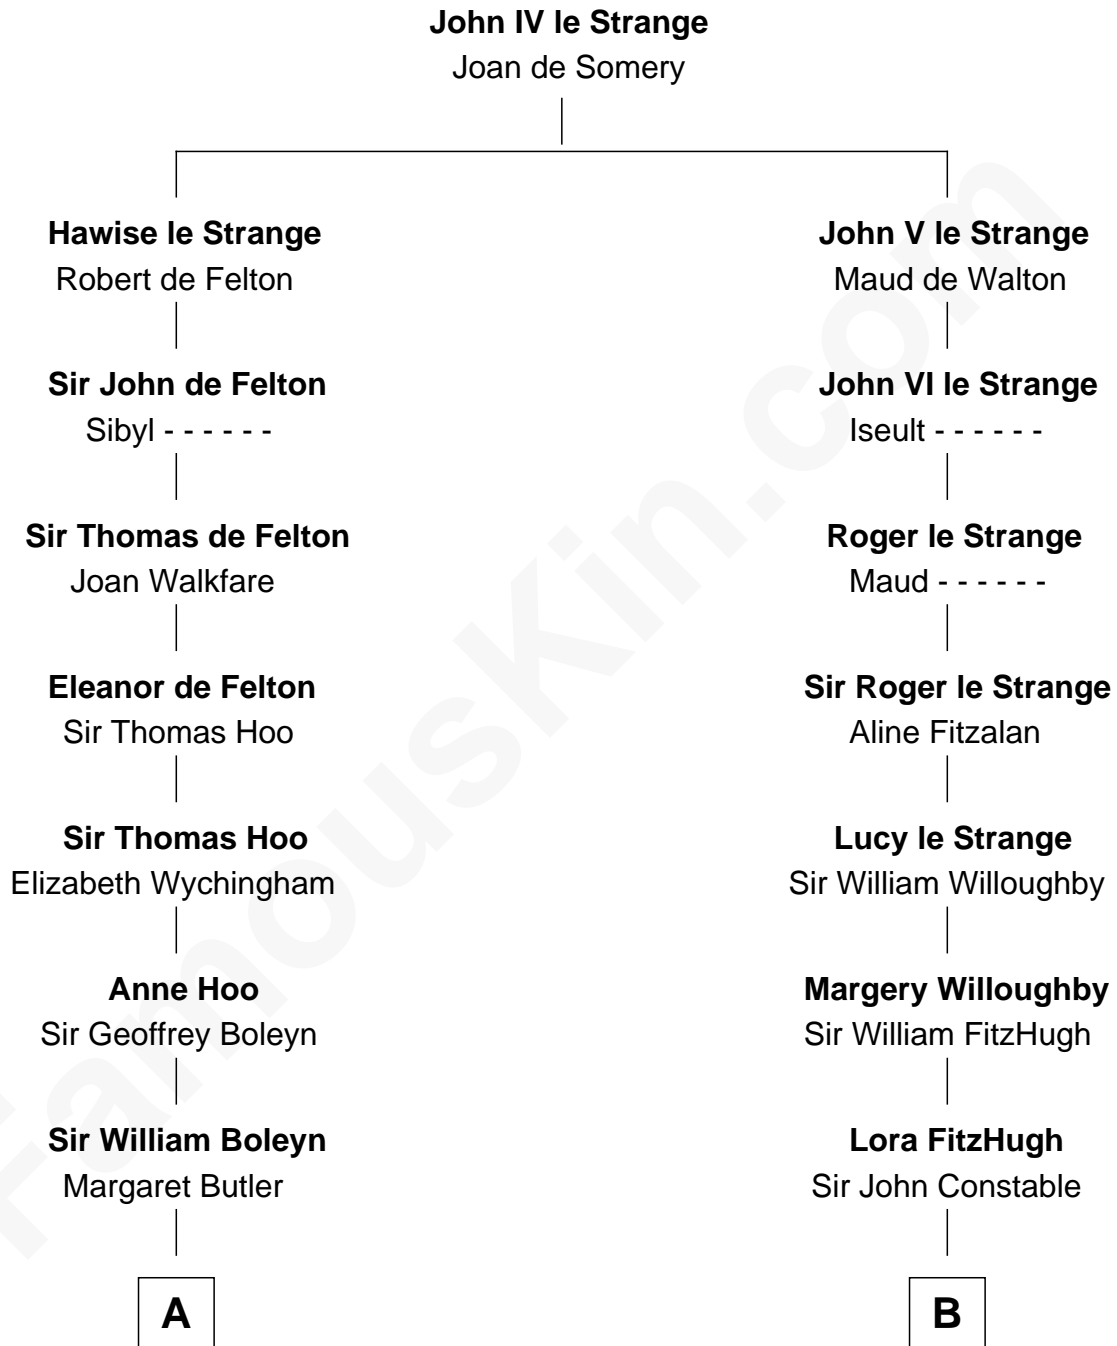 John IV le Strange
Joan de Somery
Hawise le Strange
Robert de Felton
John V le Strange
Maud de Walton
Sir John de Felton
Sibyl - - - - - -
John VI le Strange
Iseult - - - - - -
Sir Thomas de Felton
Joan Walkfare
Roger le Strange
Maud - - - - - -
Eleanor de Felton
Sir Thomas Hoo
Sir Roger le Strange
Aline Fitzalan
Sir Thomas Hoo
Elizabeth Wychingham
Lucy le Strange
Sir William Willoughby
Anne Hoo
Sir Geoffrey Boleyn
Margery Willoughby
Sir William FitzHugh
Sir William Boleyn
Margaret Butler
Lora FitzHugh
Sir John Constable
A
B
FamousKin.com